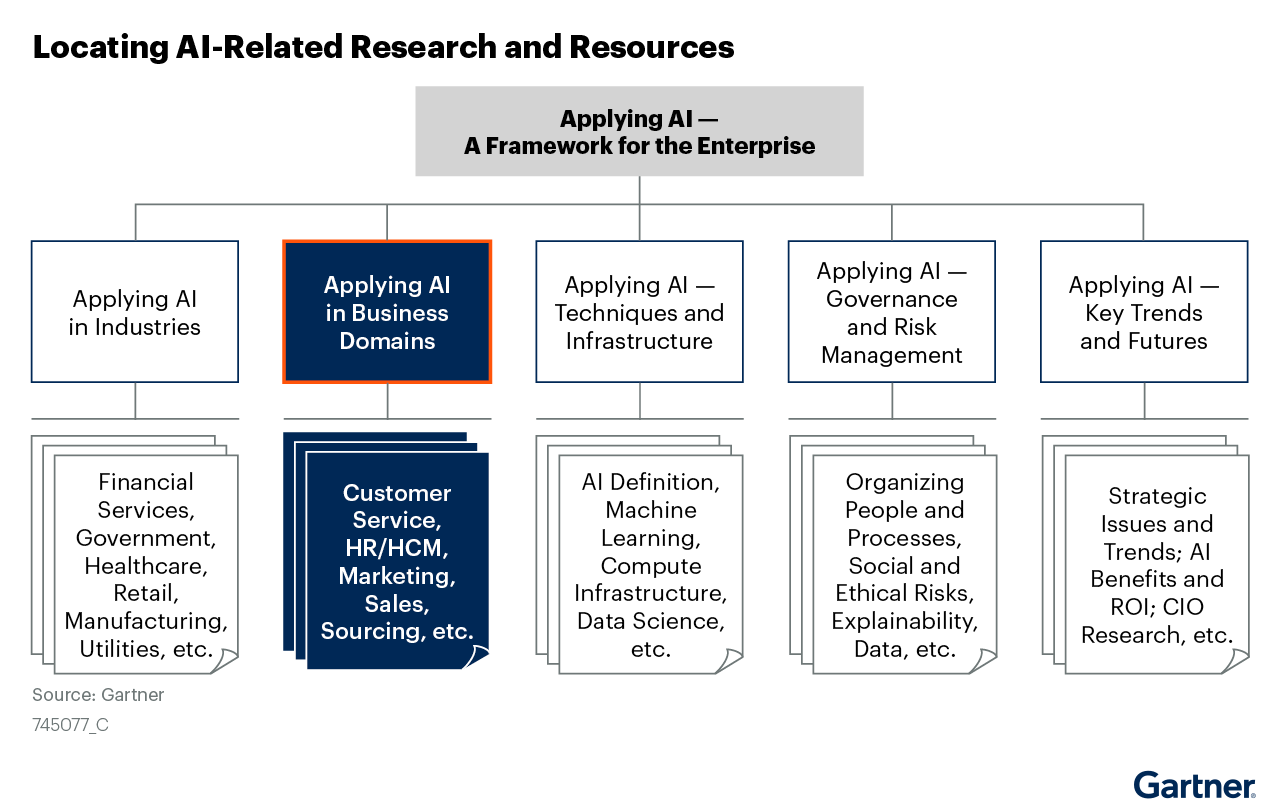 Locating AI-Related Research and Resources
Applying AI —
A Framework for the Enterprise
Applying AI
in Industries
Applying AI
in Business
Domains
Applying AI —
Techniques and
Infrastructure
Applying AI —
Governance
and Risk
Management
Applying AI —
Key Trends
and Futures
Financial
Services,
Government,
Healthcare,
Retail,
Manufacturing,
Utilities, etc.
Customer
Service,
HR/HCM,
Marketing,
Sales,
Sourcing, etc.
AI Definition,
Machine
Learning,
Compute
Infrastructure,
Data Science,
etc.
Organizing
People and
Processes,
Social and
Ethical Risks,
Explainability,
Data, etc.
Strategic
Issues and
Trends; AI
Benefits and
ROI; CIO
Research, etc.
Source: Gartner
745077_C
Gartner®